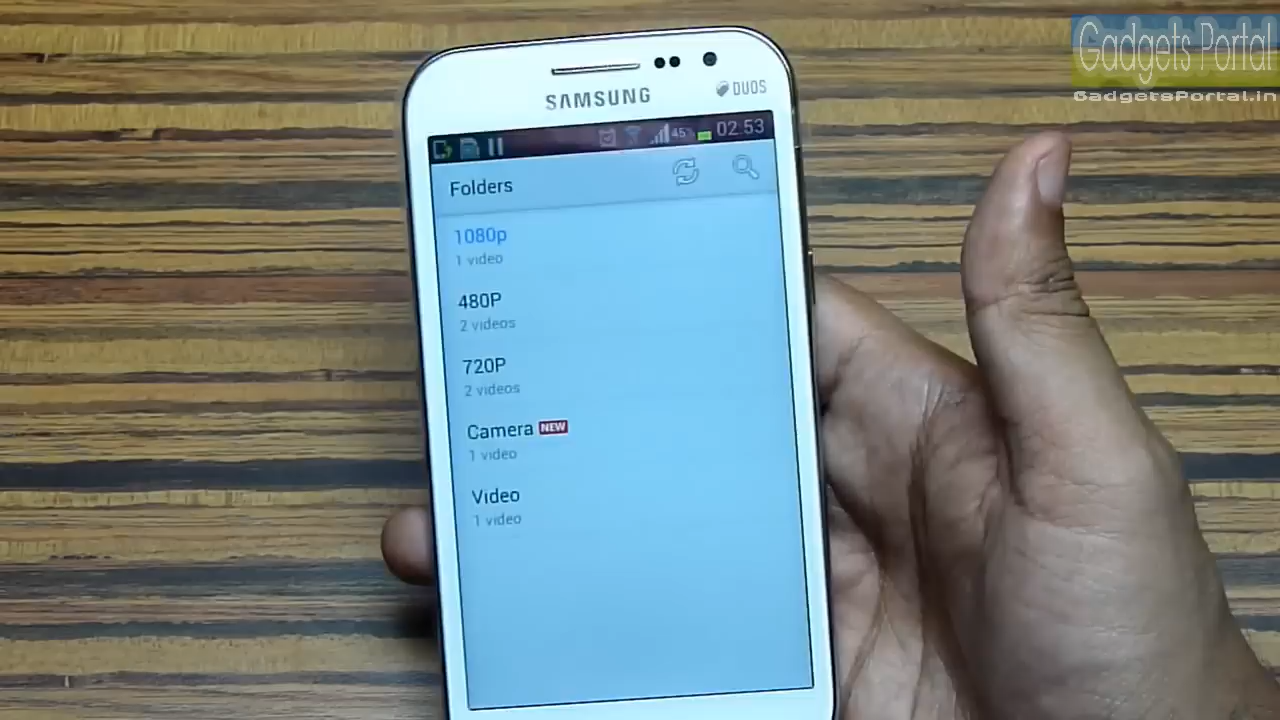 Gadgets Portal
GadgetsPortal.in
SAMSUNG
DUOS
45%
02.53
Folders
1080p
1 video
480P
2 videos
720P
2 videos
Camera NEW
1 video
Video
1 video